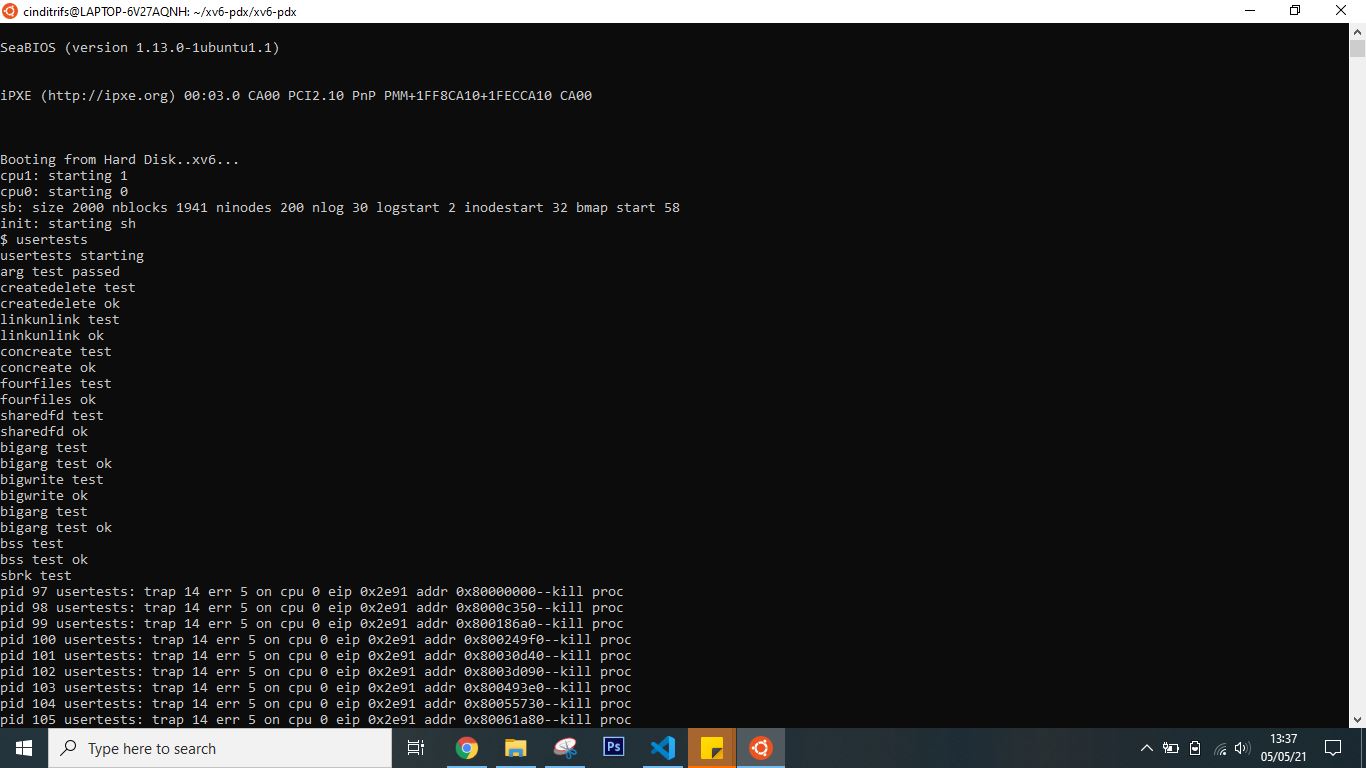 cinditrifs@LAPTOP-6V27AQNH: ~/xv6-pdx/xv6-pdx
SeaBIOS (version 1.13.0-1ubuntu1.1)
iPXE (http://ipxe.org) 00:03.0 CA00 PCI2.10 PnP PMM+1FF8CA10+1FECCA10 CA00
Booting from Hard Disk..xv6...
cpu1: starting 1
cpu0: starting 0
sb: size 2000 nblocks 1941 ninodes 200 nlog 30 logstart 2 inodestart 32 bmap start 58
init: starting sh
$ usertests
usertests starting
arg test passed
createdelete test
createdelete ok
linkunlink test
linkunlink ok
concreate test
concreate ok
fourfiles test
fourfiles ok
sharedfd test
sharedfd ok
bigarg test
bigarg test ok
bigwrite test
bigwrite ok
bigarg test
bigarg test ok
bss test
bss test ok
sbrk test
pid 97 usertests: trap 14 err 5 on cpu 0 eip 0x2e91 addr 0x80000000--kill proc
pid 98 usertests: trap 14 err 5 on cpu 0 eip 0x2e91 addr 0x8000c350--kill proc
pid 99 usertests: trap 14 err 5 on cpu 0 eip 0x2e91 addr 0x800186a0--kill proc
pid 100 usertests: trap 14 err 5 on cpu 0 eip 0x2e91 addr 0x800249f0--kill proc
pid 101 usertests: trap 14 err 5 on cpu 0 eip 0x2e91 addr 0x80030d40--kill proc
pid 102 usertests: trap 14 err 5 on cpu 0 eip 0x2e91 addr 0x8003d090--kill proc
pid 103 usertests: trap 14 err 5 on cpu 0 eip 0x2e91 addr 0x800493e0--kill proc
pid 104 usertests: trap 14 err 5 on cpu 0 eip 0x2e91 addr 0x80055730--kill proc
pid 105 usertests: trap 14 err 5 on cpu 0 eip 0x2e91 addr 0x80061a80--kill proc
Type here to search
Ps
13:37
05/05/21